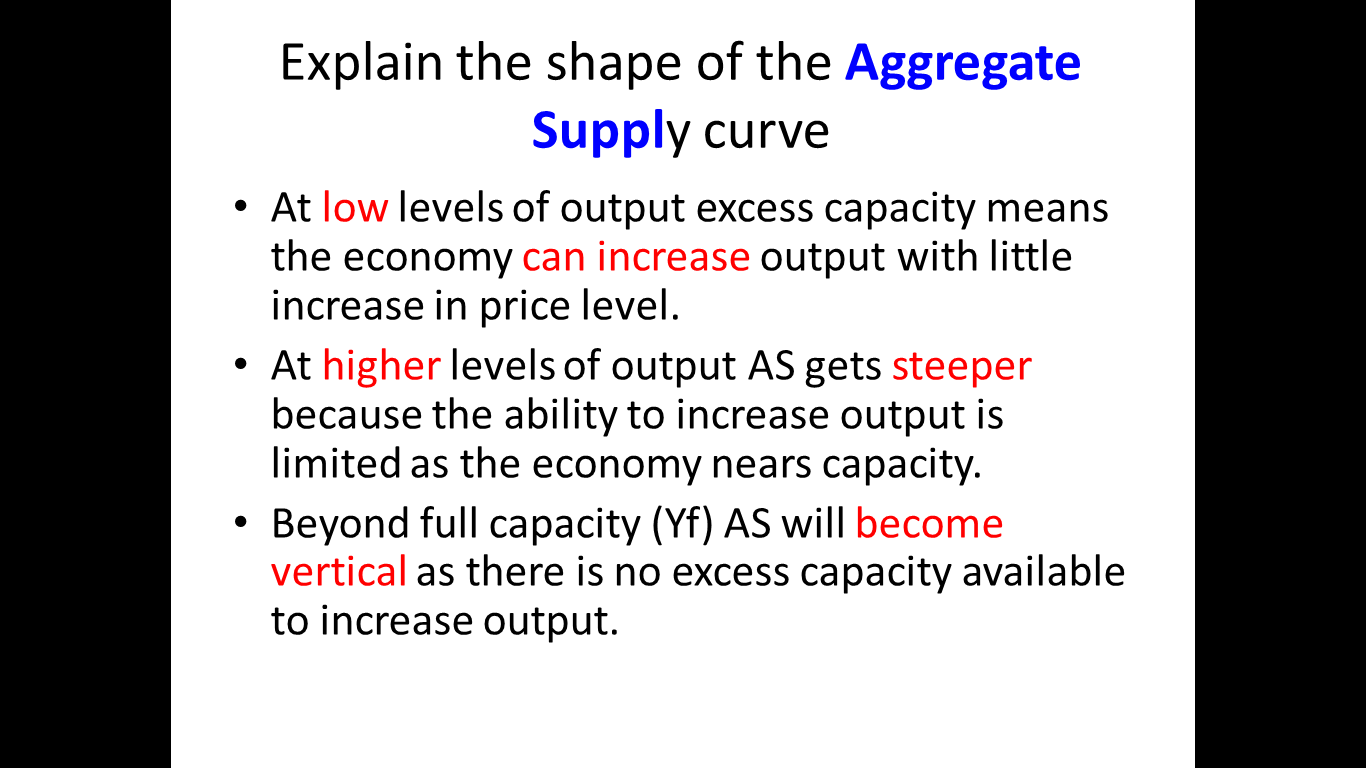 Explain the shape of the Aggregate
Supply curve
• At low levels of output excess capacity means
the economy can increase output with little
increase in price level.
• At higher levels of output AS gets steeper
because the ability to increase output is
limited as the economy nears capacity.
• Beyond full capacity (Yf) AS will become
vertical as there is no excess capacity available
to increase output.